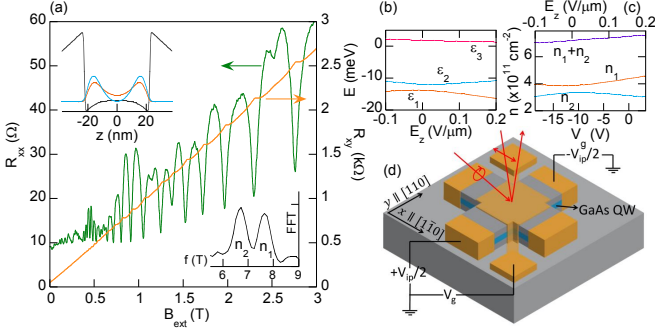 (a)
60
50
40
30
20
10
0
R_xx (Ω)
3
2.5
2
1.5
1
0.5
0
R_xy (kΩ)
0
0.5
1
1.5
2
2.5
3
B_ext (T)
-20 0 20
z (nm)
FFT
n_2 n_1
f (T)
6 7 8 9
(b)
0
-10
-20
E (meV)
ε_3
ε_2
ε_1
-0.1 0 0.1 0.2
E_z (V/μm)
(c)
E_z (V/μm)
-0.1 0 0.1 0.2
8
6
4
2
0
n (x10^11 cm^-2)
n_1+n_2
n_1
n_2
-15 -10 -5 0
V_g (V)
(d)
-V_ip/2
GaAs QW
y ∥ [110]
x ∥ [11̄0]
+V_ip/2
V_g